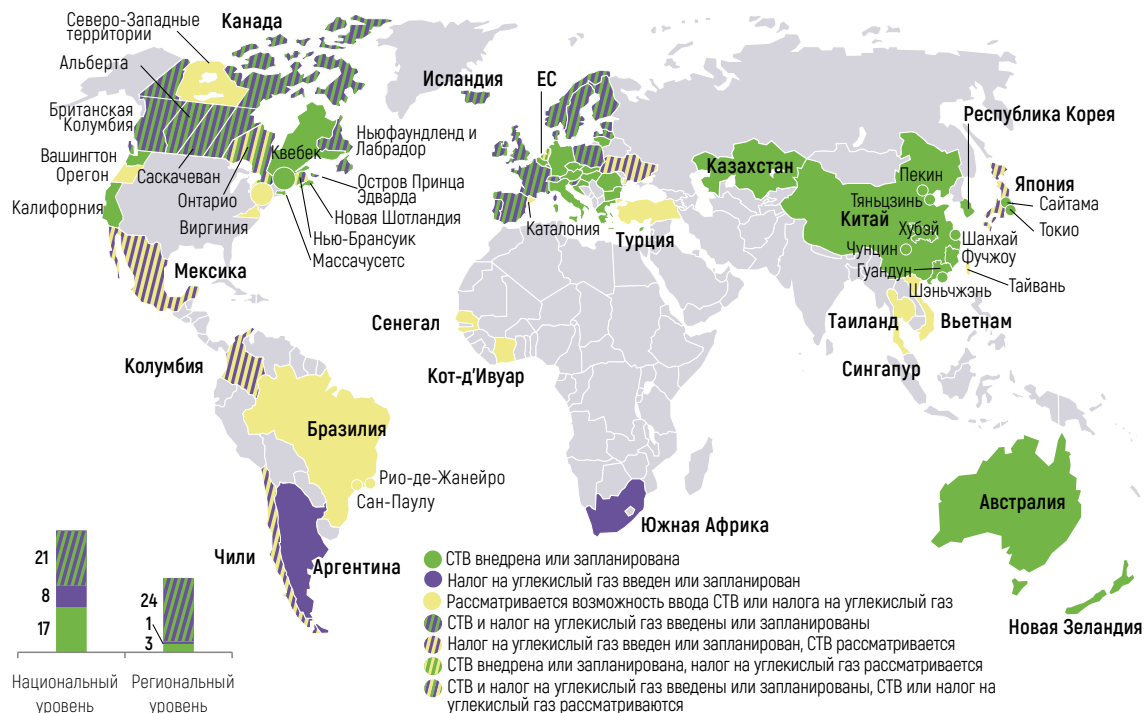 Северо-Западные
территории
Канада
Альберта
Британская
Колумбия
Вашингтон
Орегон
Калифорния
Саскачеван
Онтарио
Виргиния
Квебек
Ньюфаундленд и
Лабрадор
Остров Принца
Эдварда
Новая Шотландия
Нью-Брансуик
Массачусетс
Мексика
Исландия
ЕС
Каталония
Турция
Казахстан
Китай
Пекин
Тяньцзинь
Хубэй
Чунцин
Гуандун
Шэньчжэнь
Шанхай
Фучжоу
Тайвань
Республика Корея
Япония
Сайтама
Токио
Таиланд
Вьетнам
Сингапур
Сенегал
Кот-д'Ивуар
Колумбия
Бразилия
Рио-де-Жанейро
Сан-Паулу
Чили
Аргентина
Южная Африка
Австралия
Новая Зеландия
21
8
17
Национальный
уровень
24
1
3
Региональный
уровень
СТВ внедрена или запланирована
Налог на углекислый газ введен или запланирован
Рассматривается возможность ввода СТВ или налога на углекислый газ
СТВ и налог на углекислый газ введены или запланированы
Налог на углекислый газ введен или запланирован, СТВ рассматривается
СТВ внедрена или запланирована, налог на углекислый газ рассматривается
СТВ и налог на углекислый газ введены или запланированы, СТВ или налог на
углекислый газ рассматриваются